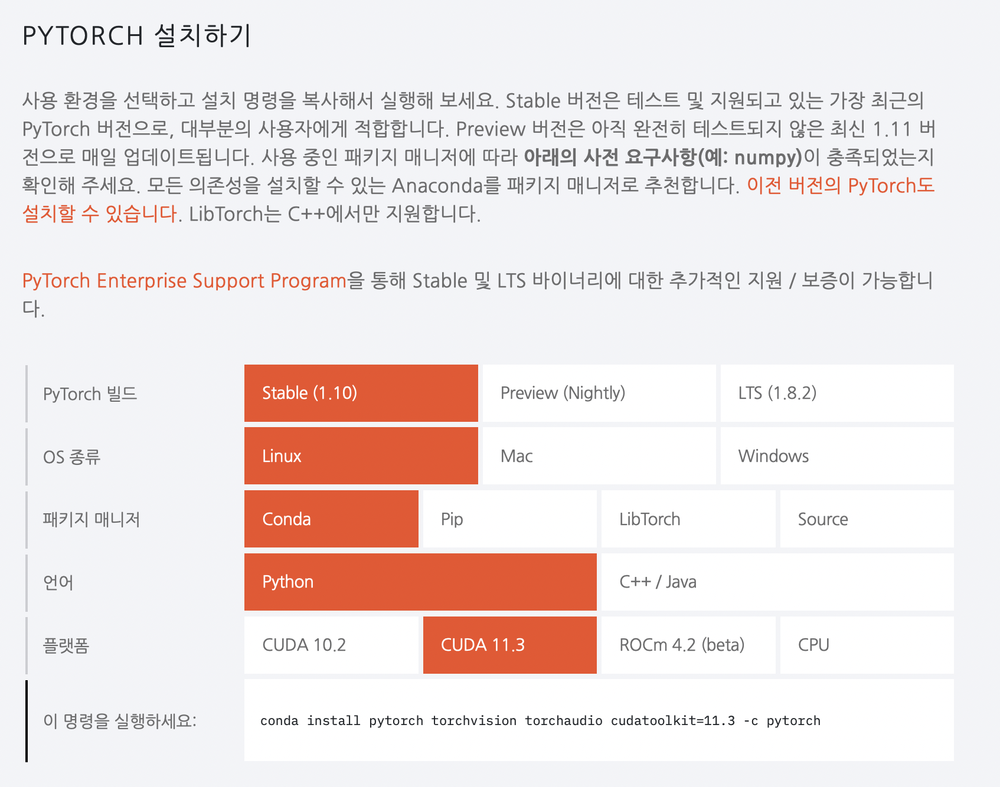 PYTORCH 설치하기
사용 환경을 선택하고 설치 명령을 복사해서 실행해 보세요. Stable 버전은 테스트 및 지원되고 있는 가장 최근의
PyTorch 버전으로, 대부분의 사용자에게 적합합니다. Preview 버전은 아직 완전히 테스트되지 않은 최신 1.11 버
전으로 매일 업데이트됩니다. 사용 중인 패키지 매니저에 따라 아래의 사전 요구사항(예: numpy)이 충족되었는지
확인해 주세요. 모든 의존성을 설치할 수 있는 Anaconda를 패키지 매니저로 추천합니다. 이전 버전의 PyTorch도
설치할 수 있습니다. LibTorch는 C++에서만 지원합니다.
PyTorch Enterprise Support Program을 통해 Stable 및 LTS 바이너리에 대한 추가적인 지원 / 보증이 가능합니
다.
PyTorch 빌드 Stable (1.10) Preview (Nightly) LTS (1.8.2)
OS 종류 Linux Mac Windows
패키지 매니저 Conda Pip LibTorch Source
언어 Python C++ / Java
플랫폼 CUDA 10.2 CUDA 11.3 ROCm 4.2 (beta) CPU
이 명령을 실행하세요: conda install pytorch torchvision torchaudio cudatoolkit=11.3 -c pytorch